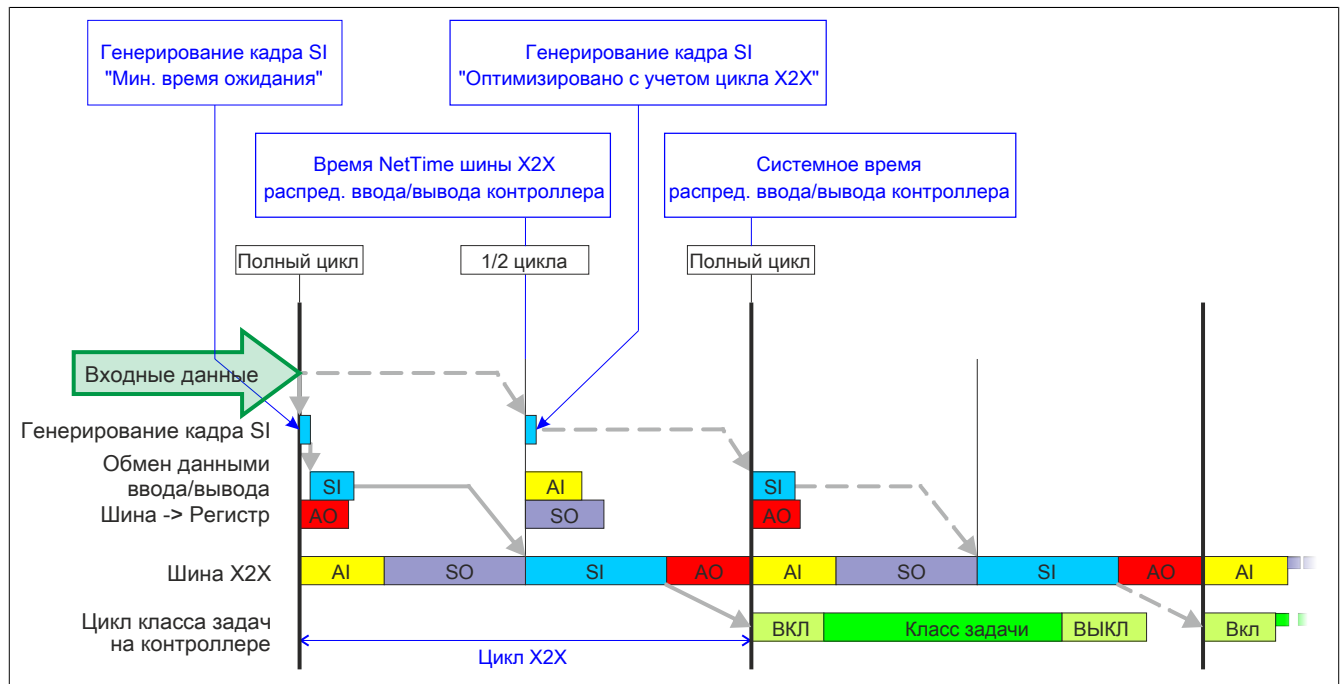 Генерирование кадра SI
"Мин. время ожидания"
Генерирование кадра SI
"Оптимизировано с учетом цикла X2X"
Время NetTime шины X2X
распред. ввода/вывода контроллера
Системное время
распред. ввода/вывода контроллера
Полный цикл
1/2 цикла
Полный цикл
Входные данные
Генерирование кадра SI
Обмен данными
ввода/вывода
SI
AI
SI
Шина -> Регистр
AO
SO
AO
Шина X2X
AI
SO
SI
AO
AI
SO
SI
AO
AI
Цикл класса задач
на контроллере
ВКЛ
Класс задачи
ВЫКЛ
Вкл
Цикл X2X